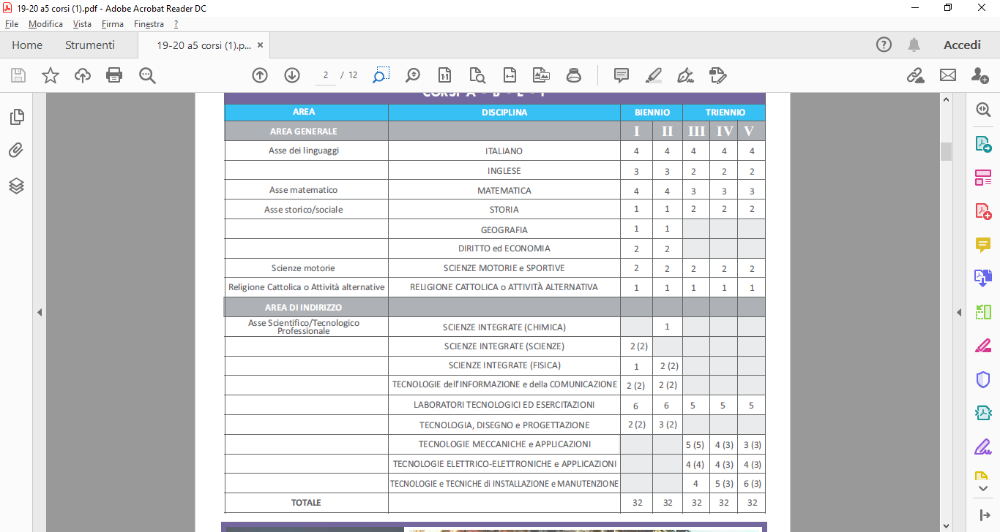 19-20 a5 corsi (1).pdf - Adobe Acrobat Reader DC
File Modifica Vista Firma Finestra ?
Home Strumenti 19-20 a5 corsi (1).p... × Accedi
2 / 12
AREA DISCIPLINA BIENNIO TRIENNIO
AREA GENERALE I II III IV V
Asse dei linguaggi ITALIANO 4 4 4 4 4
INGLESE 3 3 2 2 2
Asse matematico MATEMATICA 4 4 3 3 3
Asse storico/sociale STORIA 1 1 2 2 2
GEOGRAFIA 1 1
DIRITTO ed ECONOMIA 2 2
Scienze motorie SCIENZE MOTORIE e SPORTIVE 2 2 2 2 2
Religione Cattolica o Attività alternative RELIGIONE CATTOLICA o ATTIVITÀ ALTERNATIVA 1 1 1 1 1
AREA DI INDIRIZZO
Asse Scientifico/Tecnologico
Professionale SCIENZE INTEGRATE (CHIMICA) 1
SCIENZE INTEGRATE (SCIENZE) 2 (2)
SCIENZE INTEGRATE (FISICA) 1 2 (2)
TECNOLOGIE dell'INFORMAZIONE e della COMUNICAZIONE 2 (2) 2 (2)
LABORATORI TECNOLOGICI ED ESERCITAZIONI 6 6 5 5 5
TECNOLOGIA, DISEGNO e PROGETTAZIONE 2 (2) 3 (2)
TECNOLOGIE MECCANICHE e APPLICAZIONI 5 (5) 4 (3) 3 (3)
TECNOLOGIE ELETTRICO-ELETTRONICHE e APPLICAZIONI 4 (4) 4 (3) 4 (3)
TECNOLOGIE e TECNICHE di INSTALLAZIONE e MANUTENZIONE 4 5 (3) 6 (3)
TOTALE 32 32 32 32 32